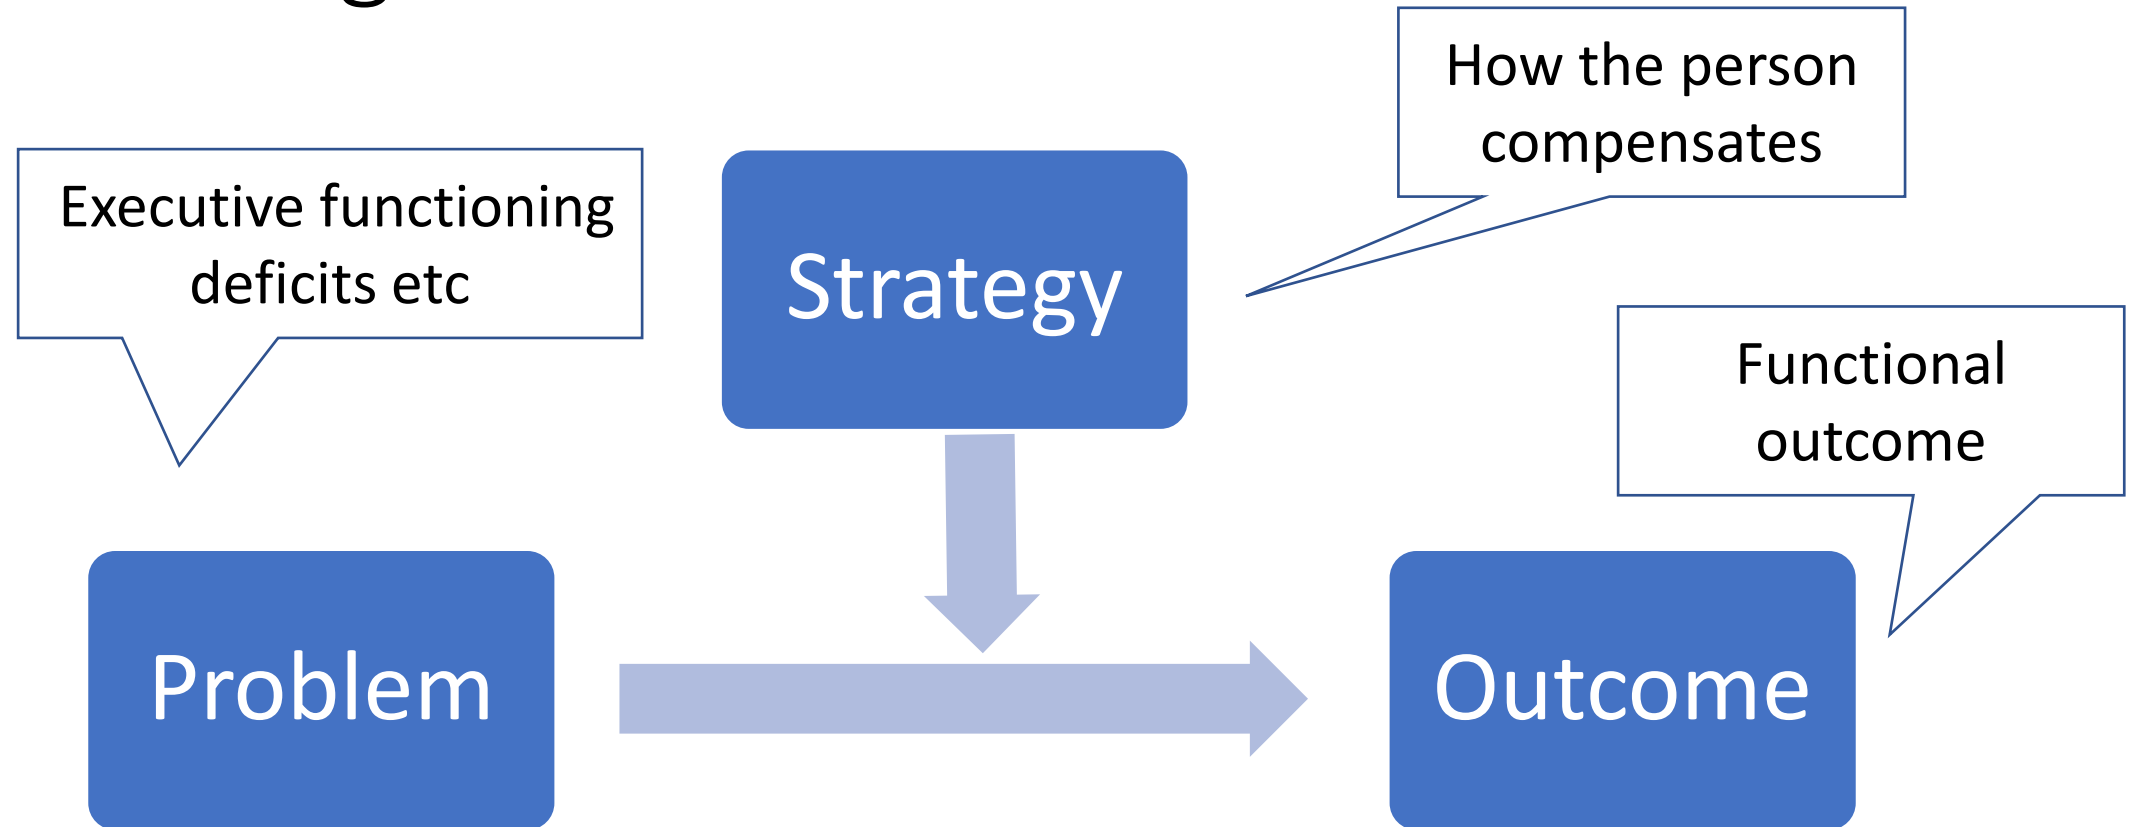 How the person
compensates
Executive functioning
deficits etc
Strategy
Functional
outcome
Problem
Outcome